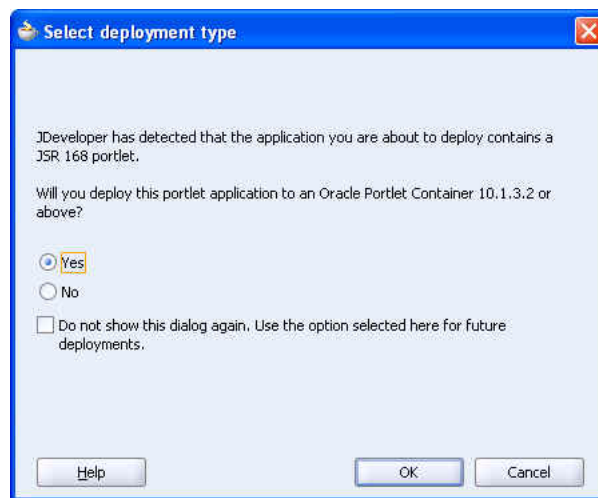 Select deployment type
JDeveloper has detected that the application you are about to deploy contains a
JSR 168 portlet.
Will you deploy this portlet application to an Oracle Portlet Container 10.1.3.2 or
above?
Yes
No
Do not show this dialog again. Use the option selected here for future
deployments.
Help
OK
Cancel